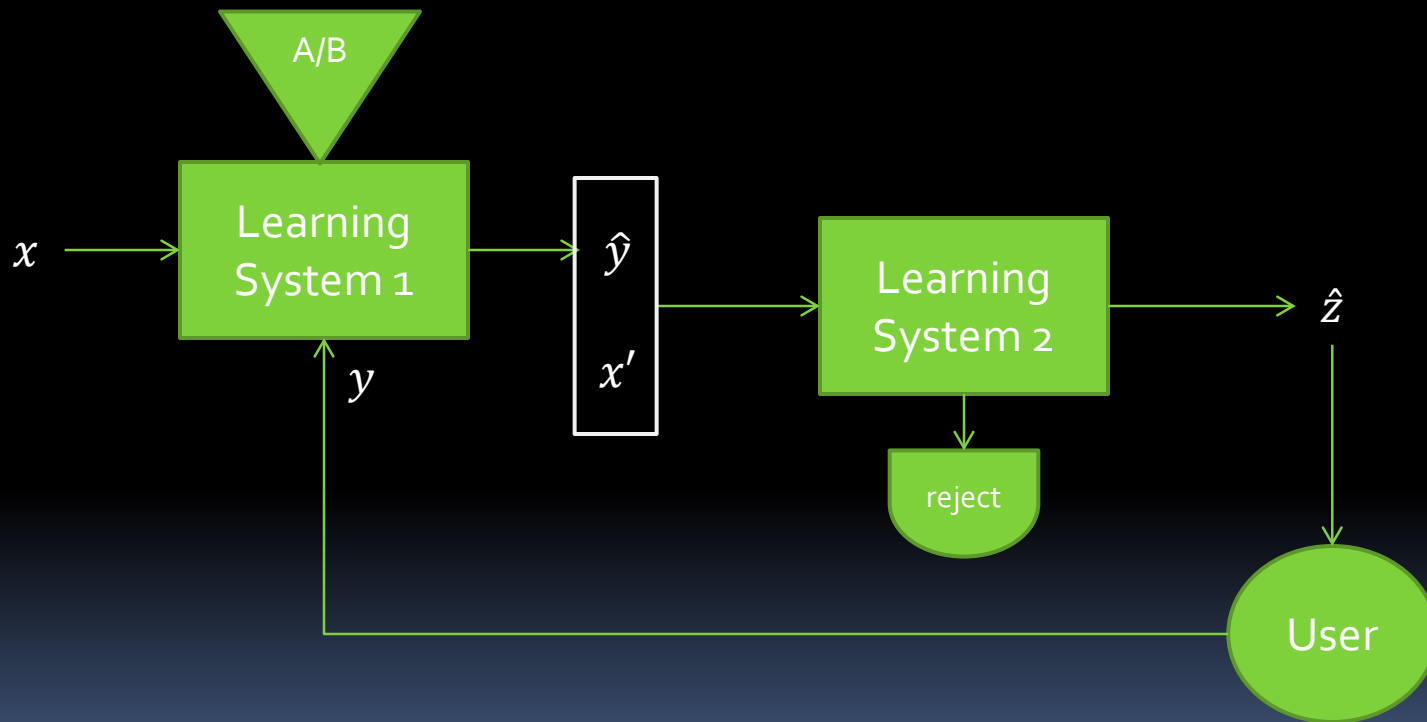 A/B
x
Learning
System 1
y
ŷ
x′
Learning
System 2
reject
ẑ
User